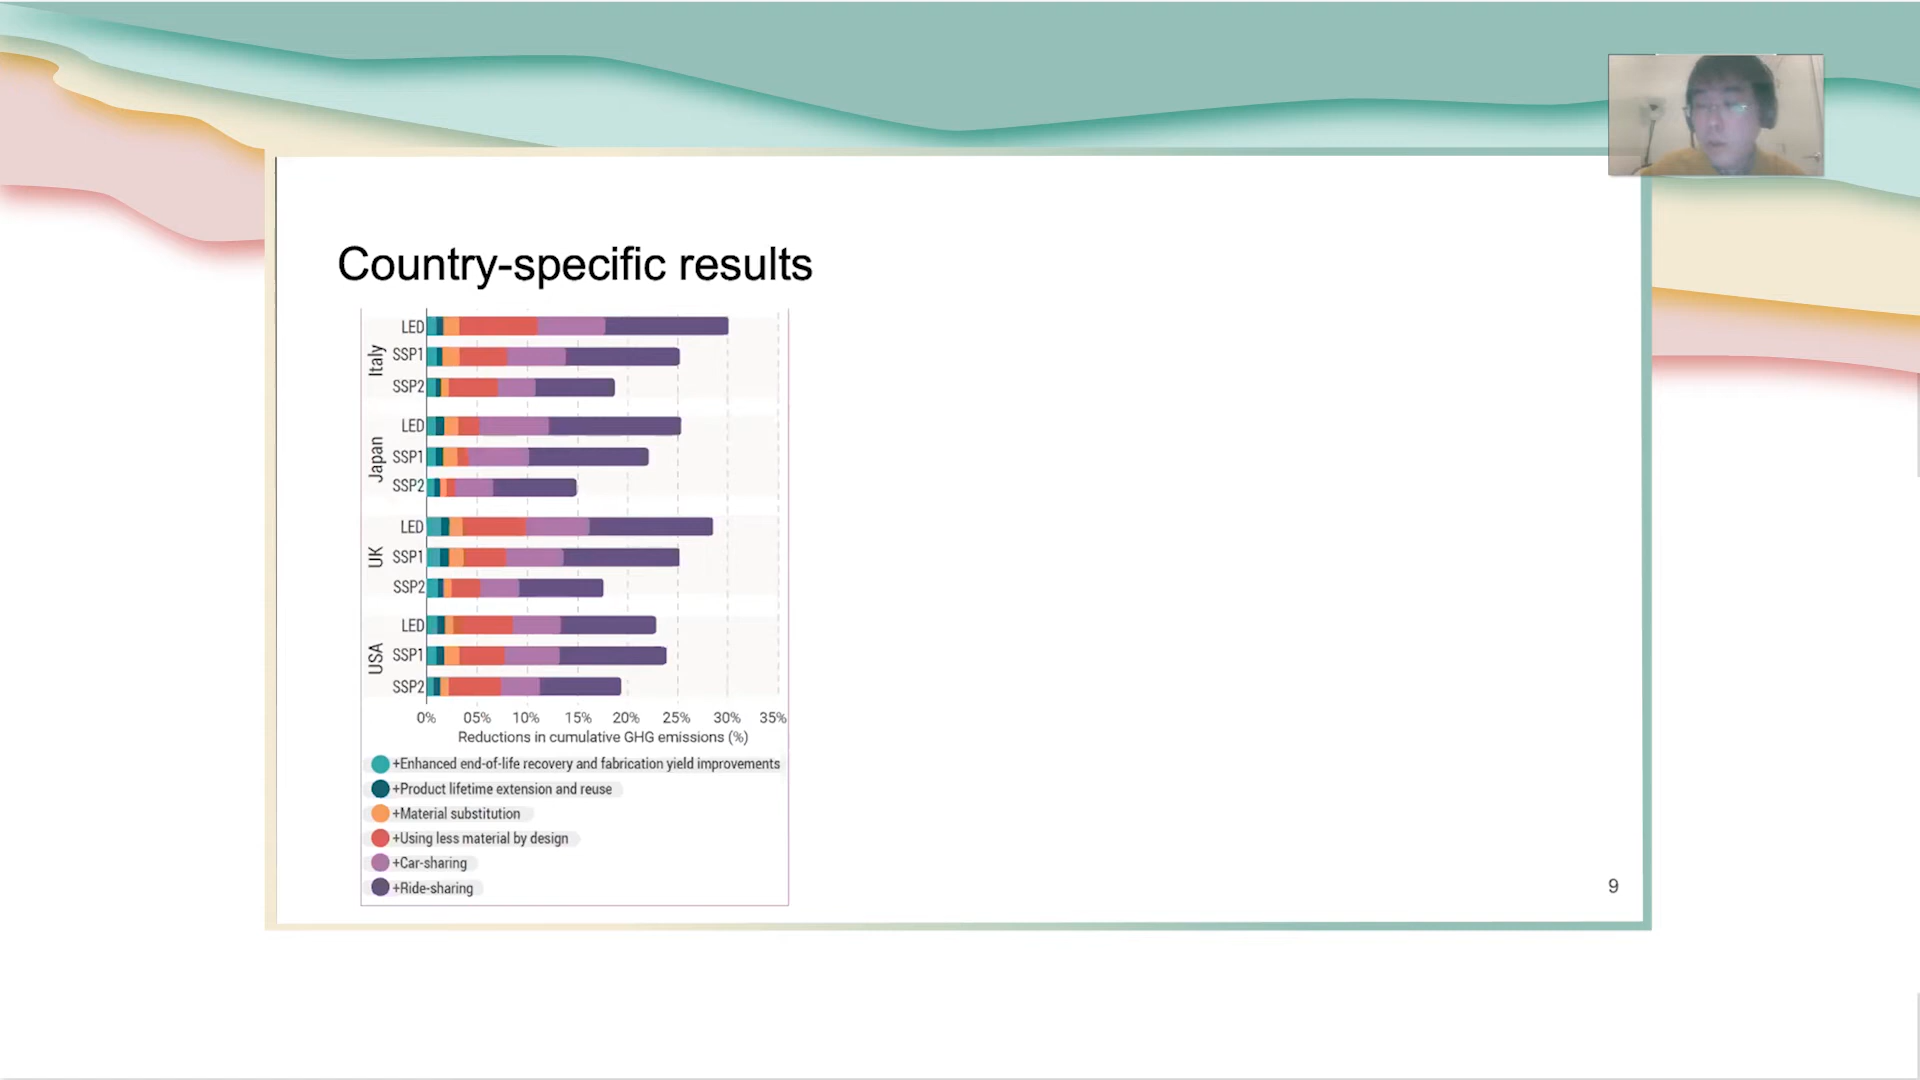 Country-specific results
Italy
LED
SSP1
SSP2
Japan
LED
SSP1
SSP2
UK
LED
SSP1
SSP2
USA
LED
SSP1
SSP2
0% 05% 10% 15% 20% 25% 30% 35%
Reductions in cumulative GHG emissions (%)
+Enhanced end-of-life recovery and fabrication yield improvements
+Product lifetime extension and reuse
+Material substitution
+Using less material by design
+Car-sharing
+Ride-sharing
9